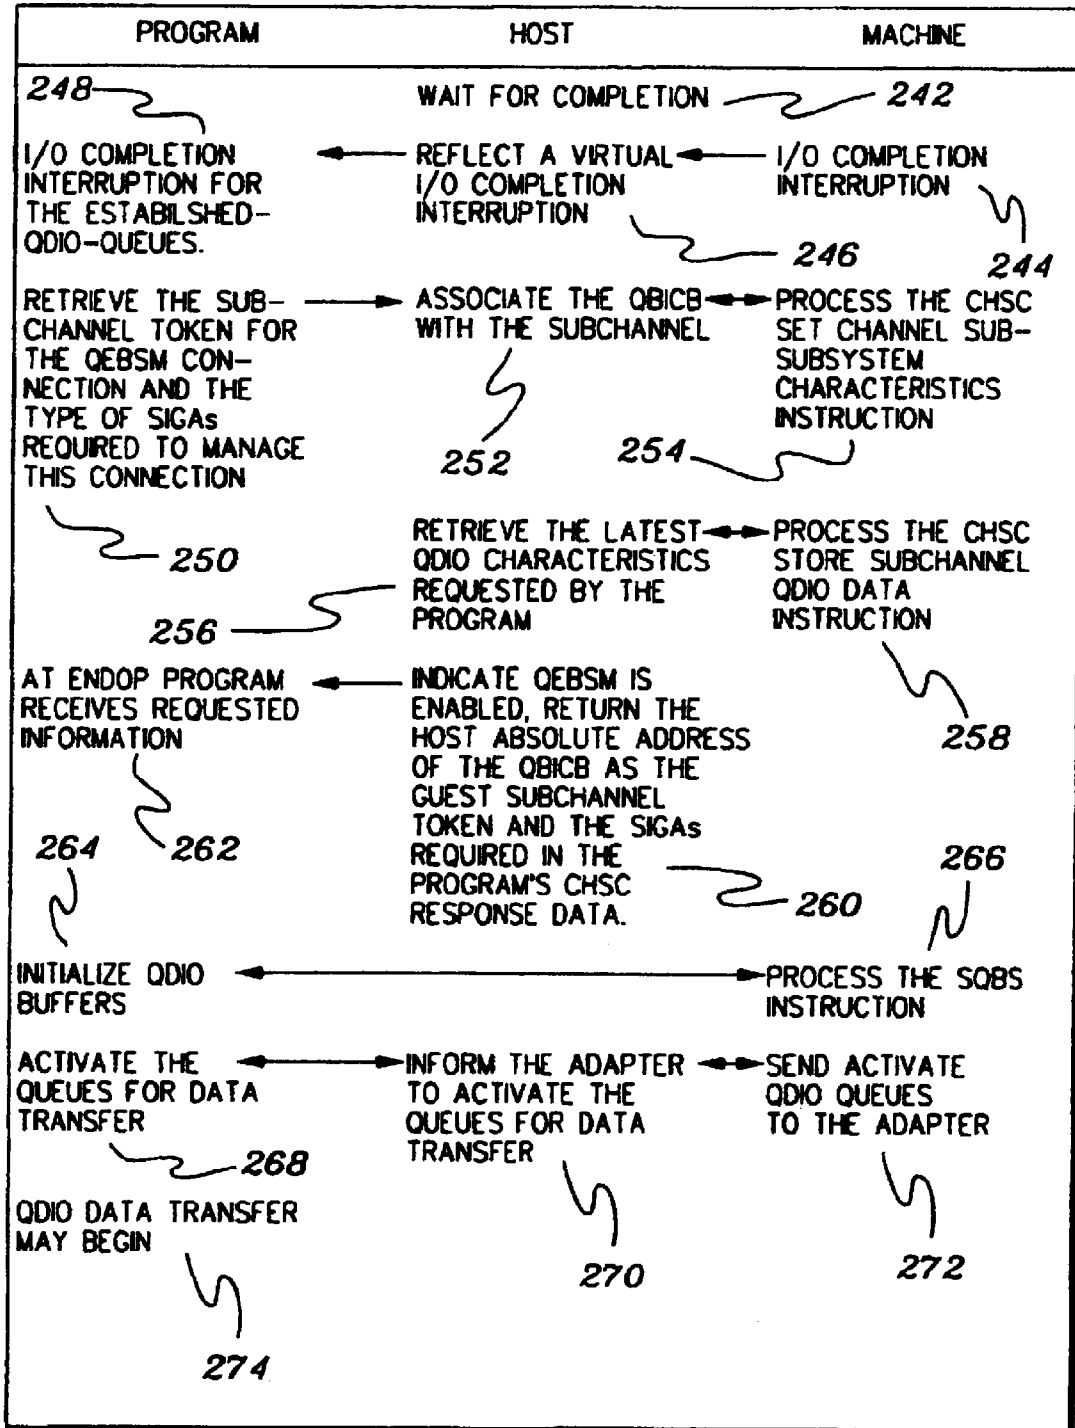 PROGRAM HOST MACHINE
248
WAIT FOR COMPLETION 242
I/O COMPLETION
INTERRUPTION FOR
THE ESTABILSHED-
QDIO-QUEUES.
REFLECT A VIRTUAL
I/O COMPLETION
INTERRUPTION
I/O COMPLETION
INTERRUPTION
246
244
RETRIEVE THE SUB-
CHANNEL TOKEN FOR
THE QEBSM CON-
NECTION AND THE
TYPE OF SIGAs
REQUIRED TO MANAGE
THIS CONNECTION
ASSOCIATE THE QBICB
WITH THE SUBCHANNEL
PROCESS THE CHSC
SET CHANNEL SUB-
SUBSYSTEM
CHARACTERISTICS
INSTRUCTION
252
254
250
RETRIEVE THE LATEST
QDIO CHARACTERISTICS
REQUESTED BY THE
PROGRAM
PROCESS THE CHSC
STORE SUBCHANNEL
QDIO DATA
INSTRUCTION
256
258
AT ENDOP PROGRAM
RECEIVES REQUESTED
INFORMATION
INDICATE QEBSM IS
ENABLED, RETURN THE
HOST ABSOLUTE ADDRESS
OF THE QBICB AS THE
GUEST SUBCHANNEL
TOKEN AND THE SIGAs
REQUIRED IN THE
PROGRAM'S CHSC
RESPONSE DATA.
264
262
266
260
INITIALIZE QDIO
BUFFERS
PROCESS THE SQBS
INSTRUCTION
ACTIVATE THE
QUEUES FOR DATA
TRANSFER
INFORM THE ADAPTER
TO ACTIVATE THE
QUEUES FOR DATA
TRANSFER
SEND ACTIVATE
QDIO QUEUES
TO THE ADAPTER
268
QDIO DATA TRANSFER
MAY BEGIN
270
272
274